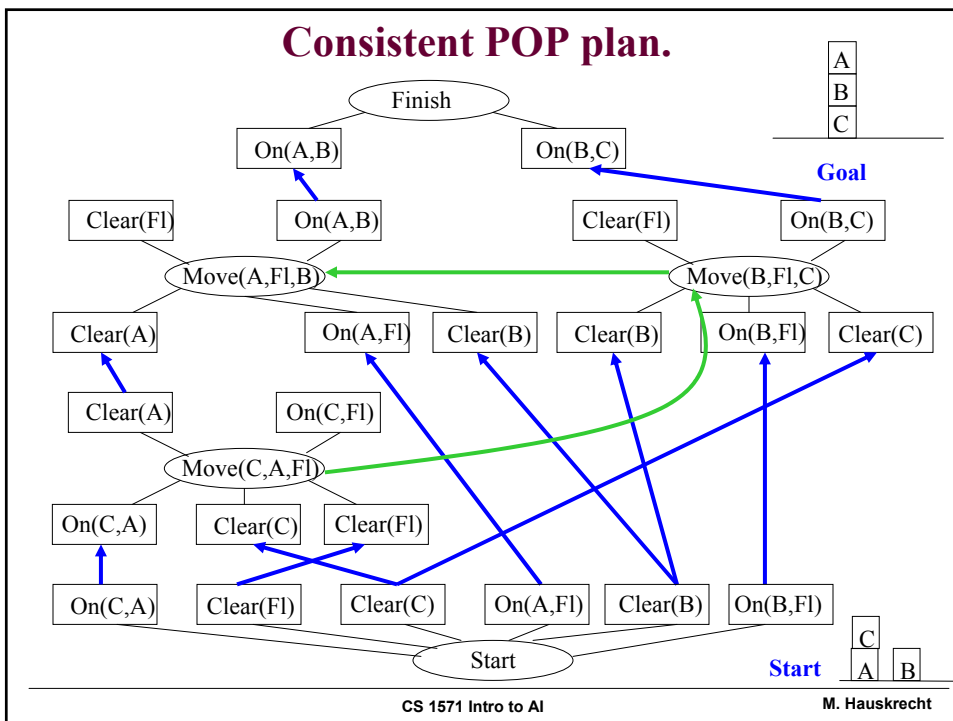 Consistent POP plan.
A
B
C
Finish
On(A,B)
On(B,C)
Goal
Clear(Fl)
On(A,B)
Clear(Fl)
On(B,C)
Move(A,Fl,B)
Move(B,Fl,C)
Clear(A)
On(A,Fl)
Clear(B)
Clear(B)
On(B,Fl)
Clear(C)
Clear(A)
On(C,Fl)
Move(C,A,Fl)
On(C,A)
Clear(C)
Clear(Fl)
On(C,A)
Clear(Fl)
Clear(C)
On(A,Fl)
Clear(B)
On(B,Fl)
Start
Start
C
A B
CS 1571 Intro to AI
M. Hauskrecht